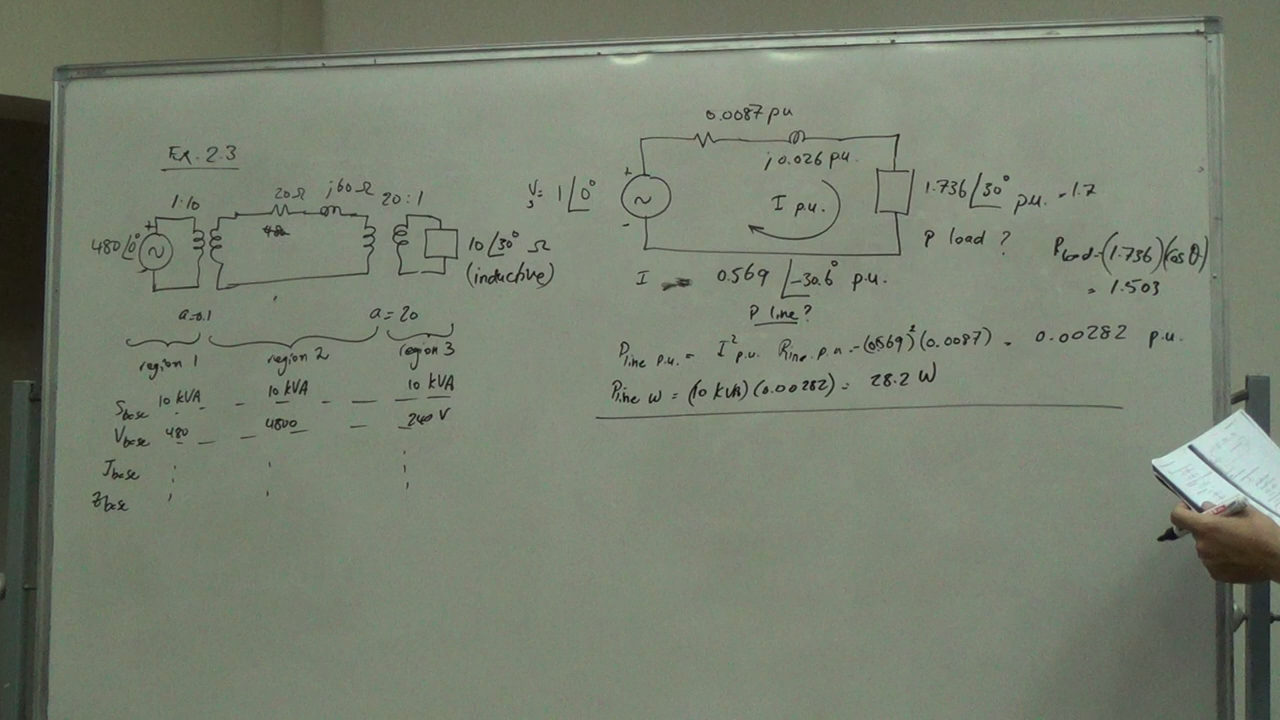 Ex. 2.3
1:10
20Ω
j60Ω
20:1
480∠0°
10∠30° Ω
(inductive)
a=0.1
a=20
region 1
region 2
region 3
Sbase 10 kVA 10 kVA 10 kVA
Vbase 480 4800 240 V
Ibase
Zbase
0.0087 pu
j0.026 pu.
Vs = 1∠0°
+
-
I p.u.
1.736∠30° pu. = 1.7
P load ?
Pload = (1.736)(cos θ)
= 1.503
I = 0.569∠-30.6° p.u.
P line?
Pline p.u. = I² p.u. Rline p.u = (0.569)²(0.0087) = 0.00282 p.u.
Pline W = (10 kVA)(0.00282) = 28.2 W